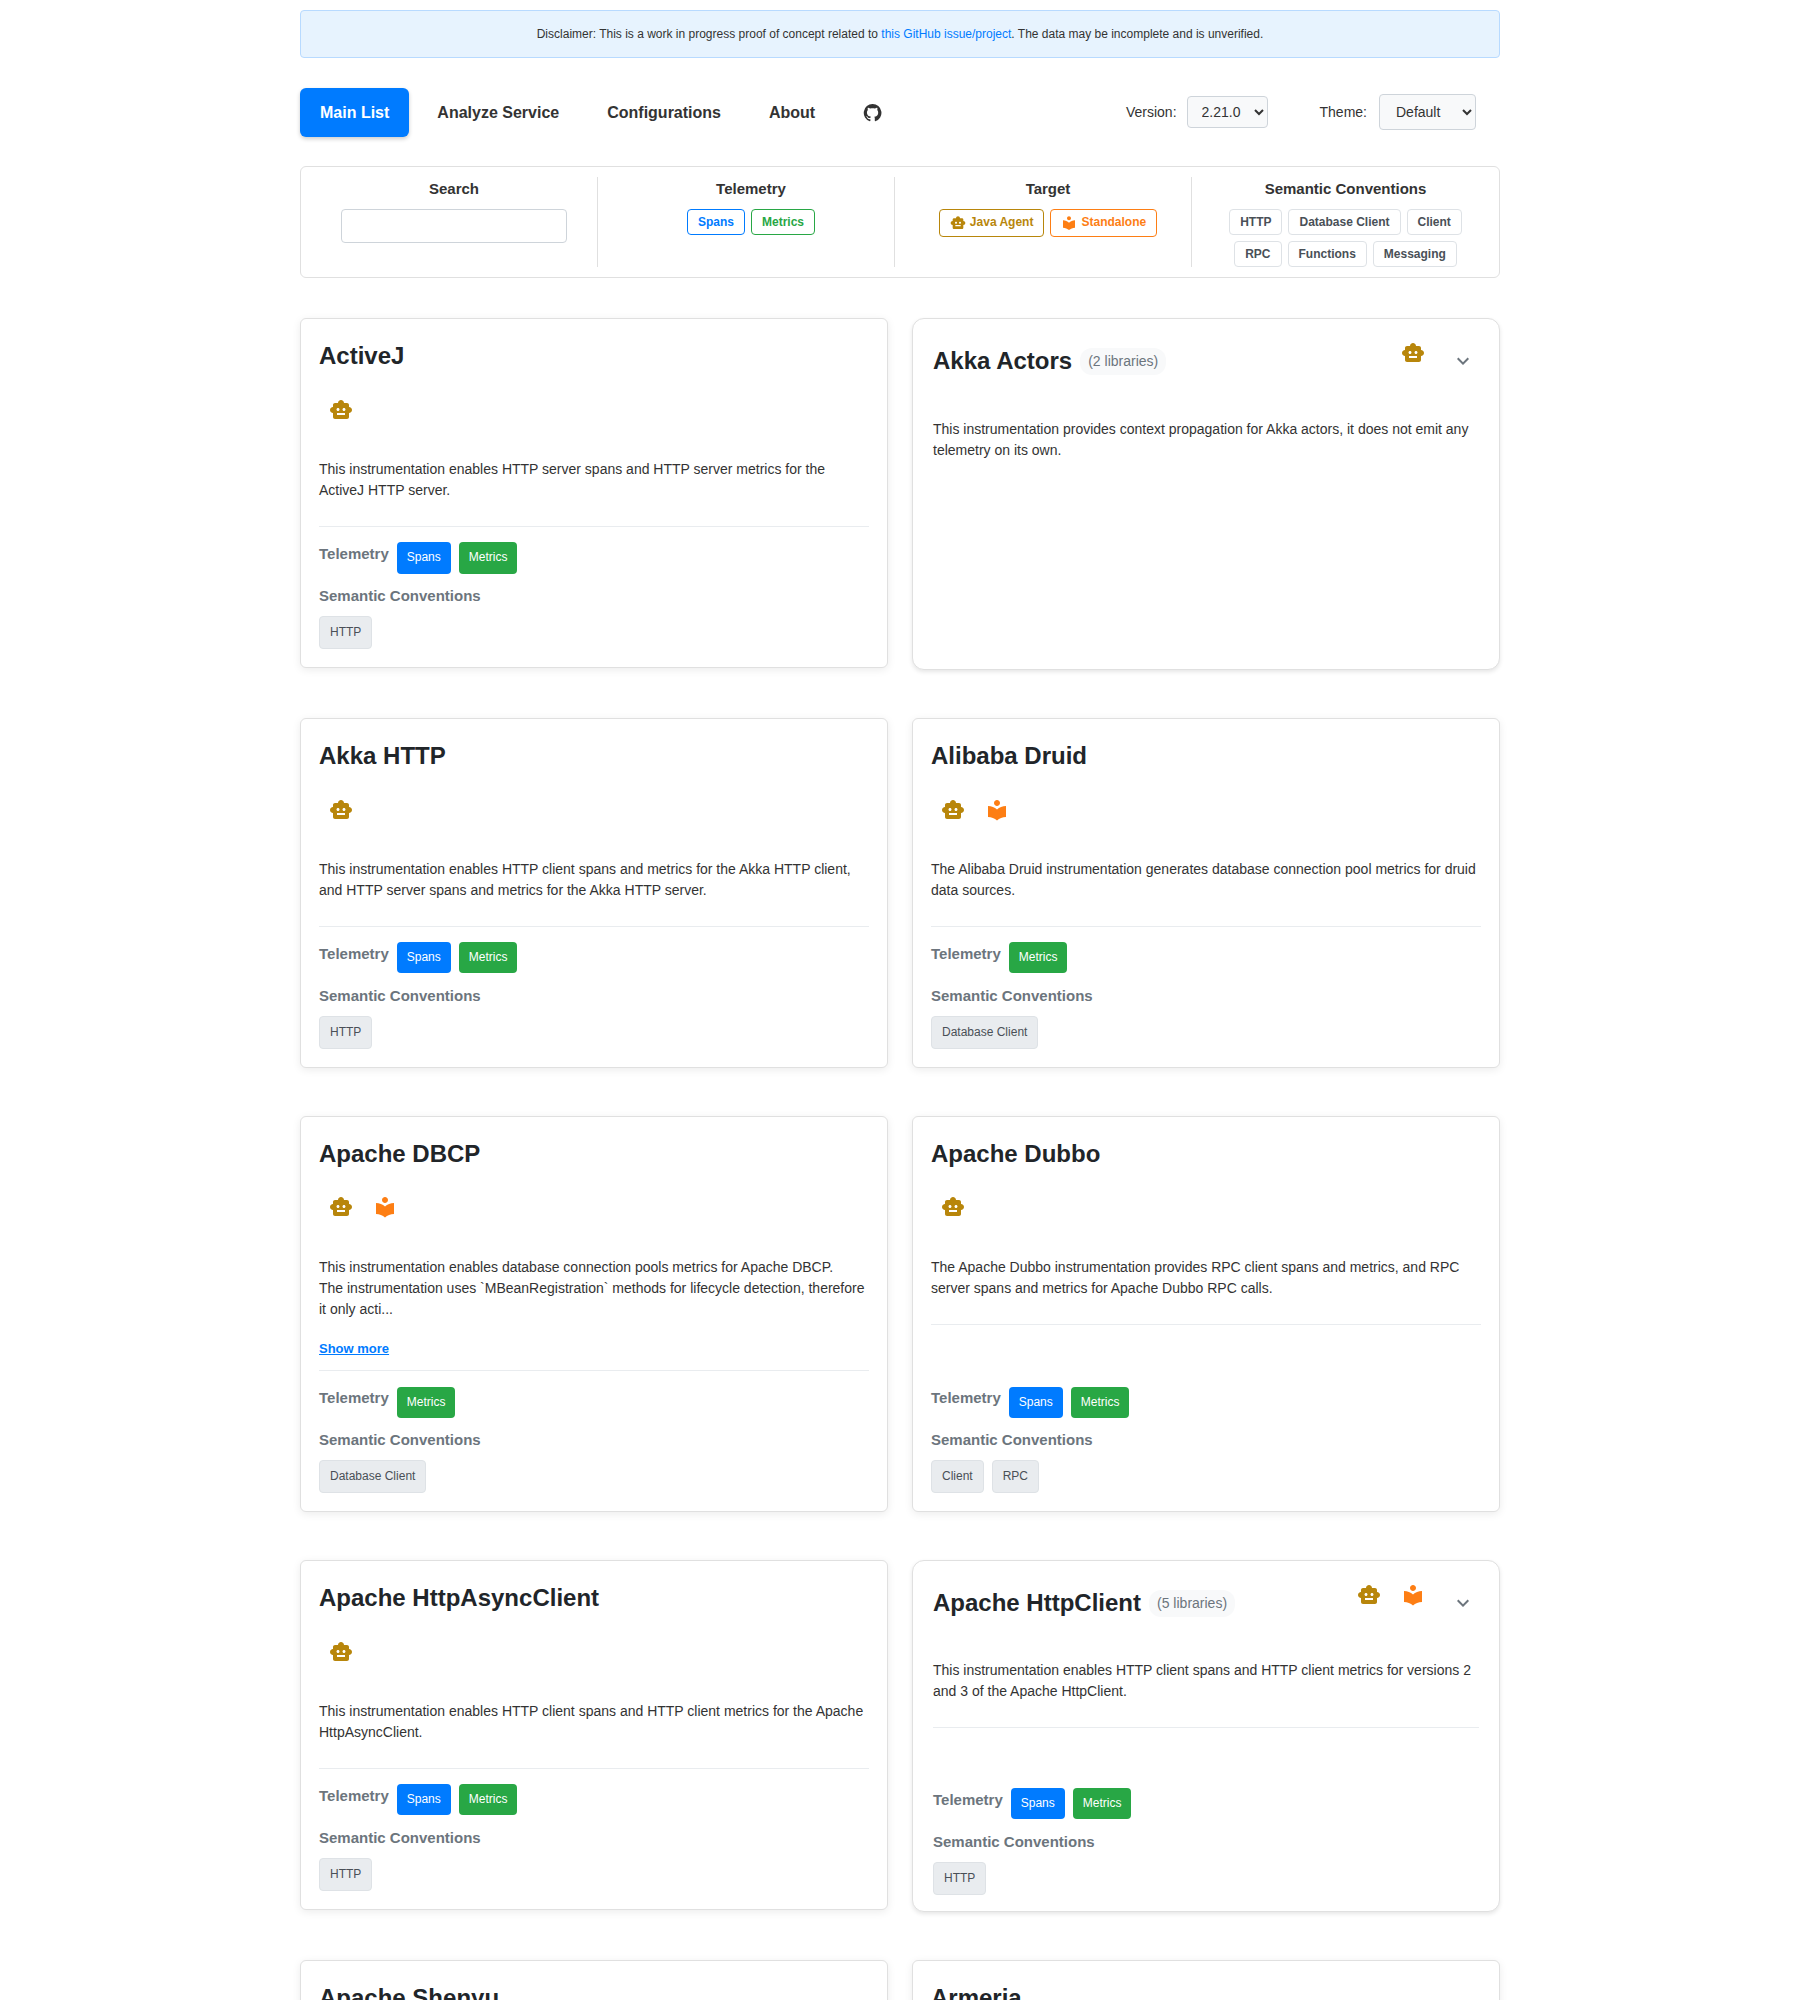 Disclaimer: This is a work in progress proof of concept related to this GitHub issue/project. The data may be incomplete and is unverified.
Main List Analyze Service Configurations About Version: 2.21.0 Theme: Default
Search Telemetry Target Semantic Conventions
Spans Metrics Java Agent Standalone HTTP Database Client Client
RPC Functions Messaging
ActiveJ
This instrumentation enables HTTP server spans and HTTP server metrics for the
ActiveJ HTTP server.
Telemetry Spans Metrics
Semantic Conventions
HTTP
Akka Actors (2 libraries)
This instrumentation provides context propagation for Akka actors, it does not emit any
telemetry on its own.
Akka HTTP
This instrumentation enables HTTP client spans and metrics for the Akka HTTP client,
and HTTP server spans and metrics for the Akka HTTP server.
Telemetry Spans Metrics
Semantic Conventions
HTTP
Alibaba Druid
The Alibaba Druid instrumentation generates database connection pool metrics for druid
data sources.
Telemetry Metrics
Semantic Conventions
Database Client
Apache DBCP
This instrumentation enables database connection pools metrics for Apache DBCP.
The instrumentation uses `MBeanRegistration` methods for lifecycle detection, therefore
it only acti...
Show more
Telemetry Metrics
Semantic Conventions
Database Client
Apache Dubbo
The Apache Dubbo instrumentation provides RPC client spans and metrics, and RPC
server spans and metrics for Apache Dubbo RPC calls.
Telemetry Spans Metrics
Semantic Conventions
Client RPC
Apache HttpAsyncClient
This instrumentation enables HTTP client spans and HTTP client metrics for the Apache
HttpAsyncClient.
Telemetry Spans Metrics
Semantic Conventions
HTTP
Apache HttpClient (5 libraries)
This instrumentation enables HTTP client spans and HTTP client metrics for versions 2
and 3 of the Apache HttpClient.
Telemetry Spans Metrics
Semantic Conventions
HTTP
Apache Shenyu
Armeria